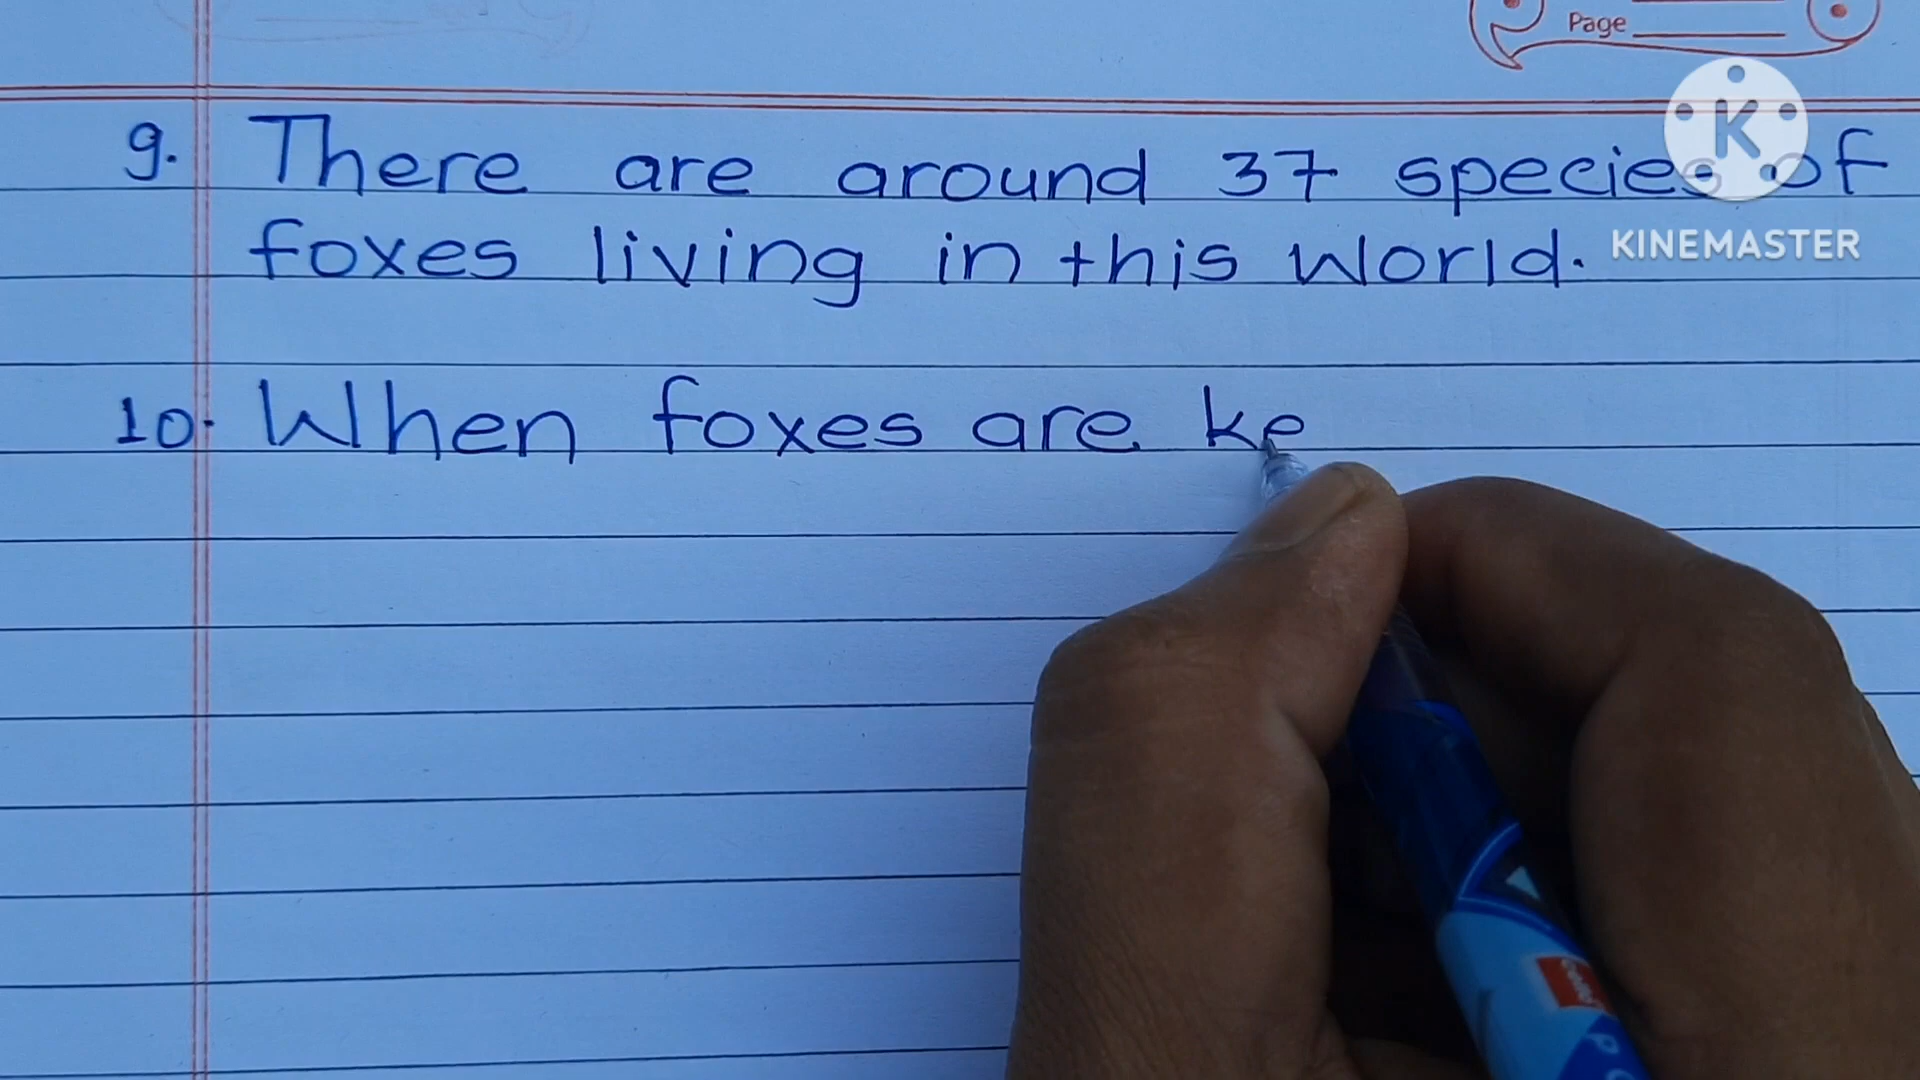 Page
9. There are around 37 species of
foxes living in this world.
KINEMASTER
10. When foxes are ke